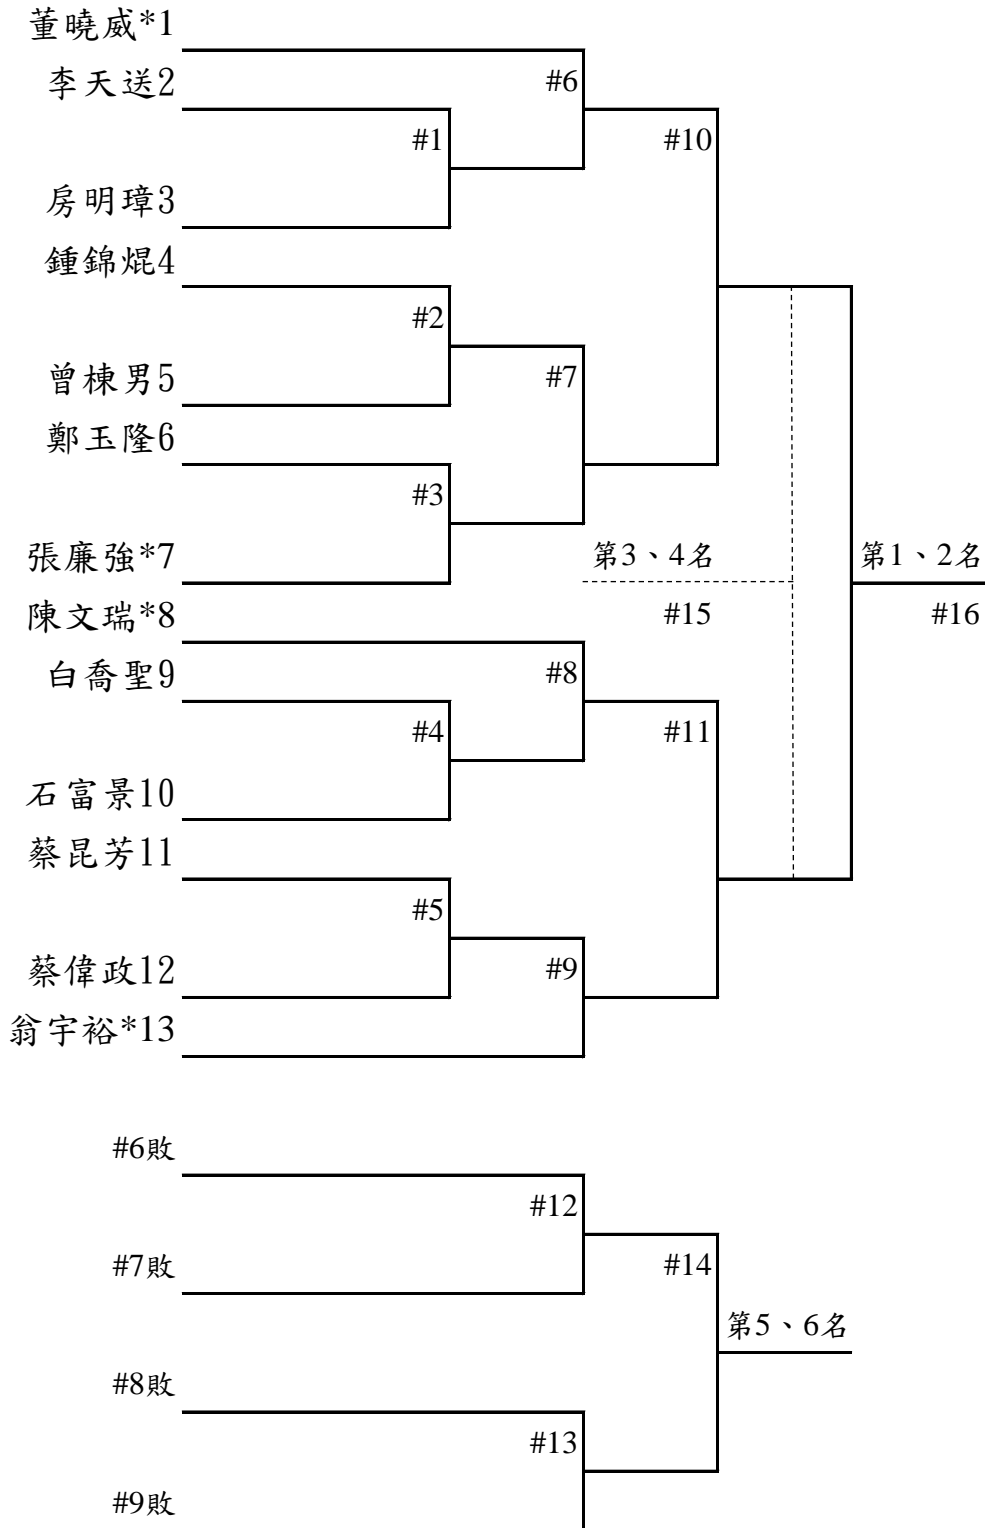 董曉威*1
李天送2
#6
#1
#10
房明璋3
鍾錦焜4
#2
曾棟男5
#7
鄭玉隆6
#3
張廉強*7
第3、4名
第1、2名
陳文瑞*8
#15
#16
白喬聖9
#8
#4
#11
石富景10
蔡昆芳11
#5
蔡偉政12
#9
翁宇裕*13
#6敗
#12
#7敗
#14
第5、6名
#8敗
#13
#9敗